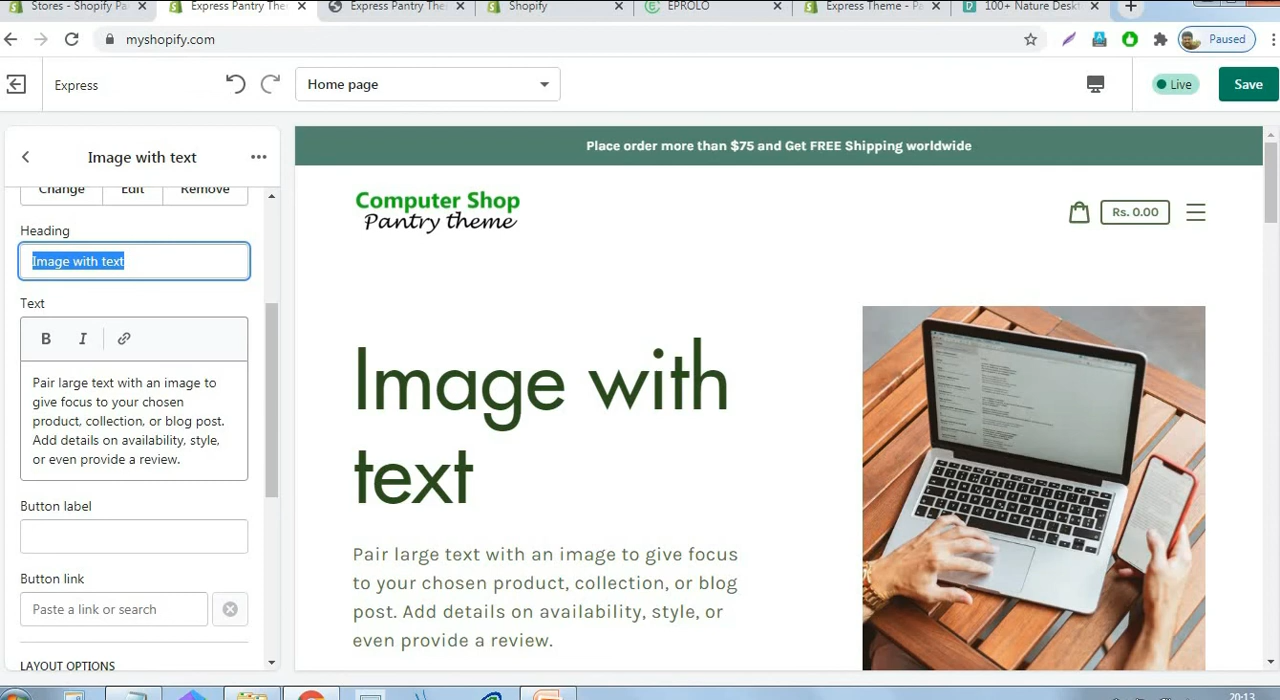 Stores - Shopify Pa
Express Pantry The
Express Pantry The
Shopify
EPROLO
Express Theme - Pa
100+ Nature Deskt
myshopify.com
Paused
Express
Home page
Live
Save
Image with text
Change
Edit
Remove
Heading
Image with text
Text
B I
Pair large text with an image to
give focus to your chosen
product, collection, or blog post.
Add details on availability, style,
or even provide a review.
Button label
Button link
Paste a link or search
LAYOUT OPTIONS
Place order more than $75 and Get FREE Shipping worldwide
Computer Shop
Pantry theme
Rs. 0.00
Image with
text
Pair large text with an image to give focus
to your chosen product, collection, or blog
post. Add details on availability, style, or
even provide a review.
20:13